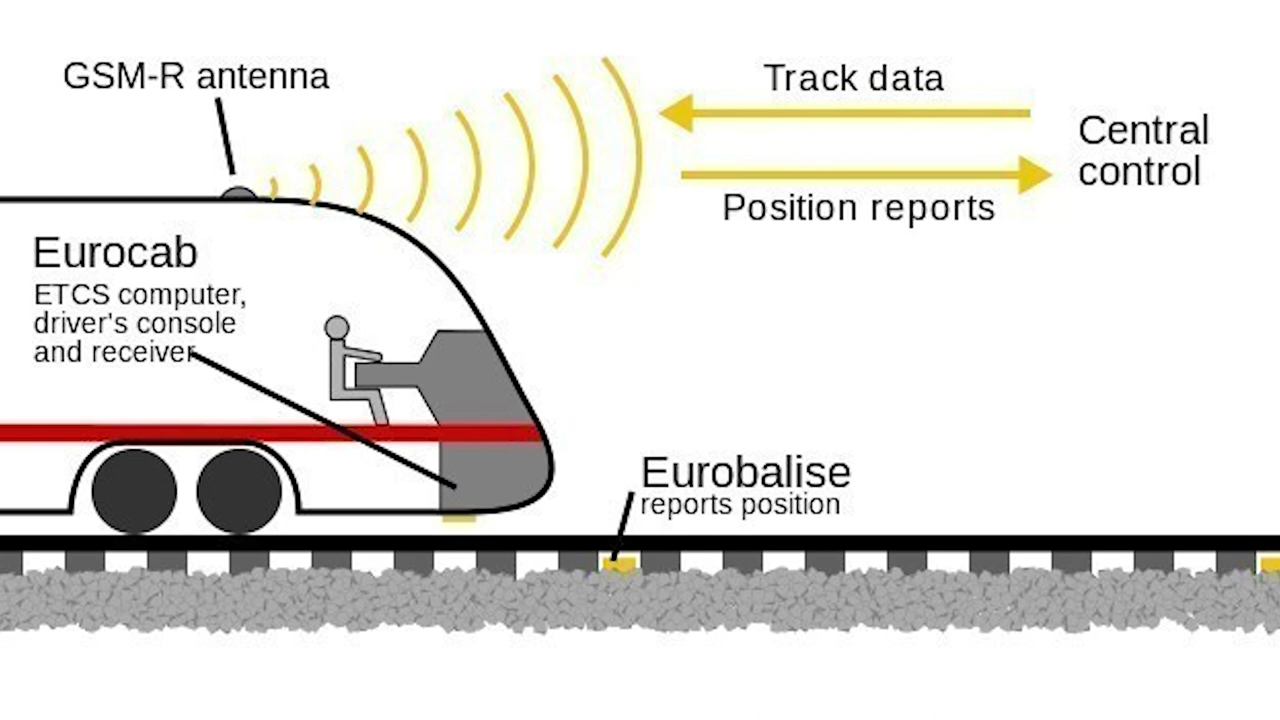 GSM-R antenna
Track data
Central
control
Position reports
Eurocab
ETCS computer,
driver's console
and receiver
Eurobalise
reports position